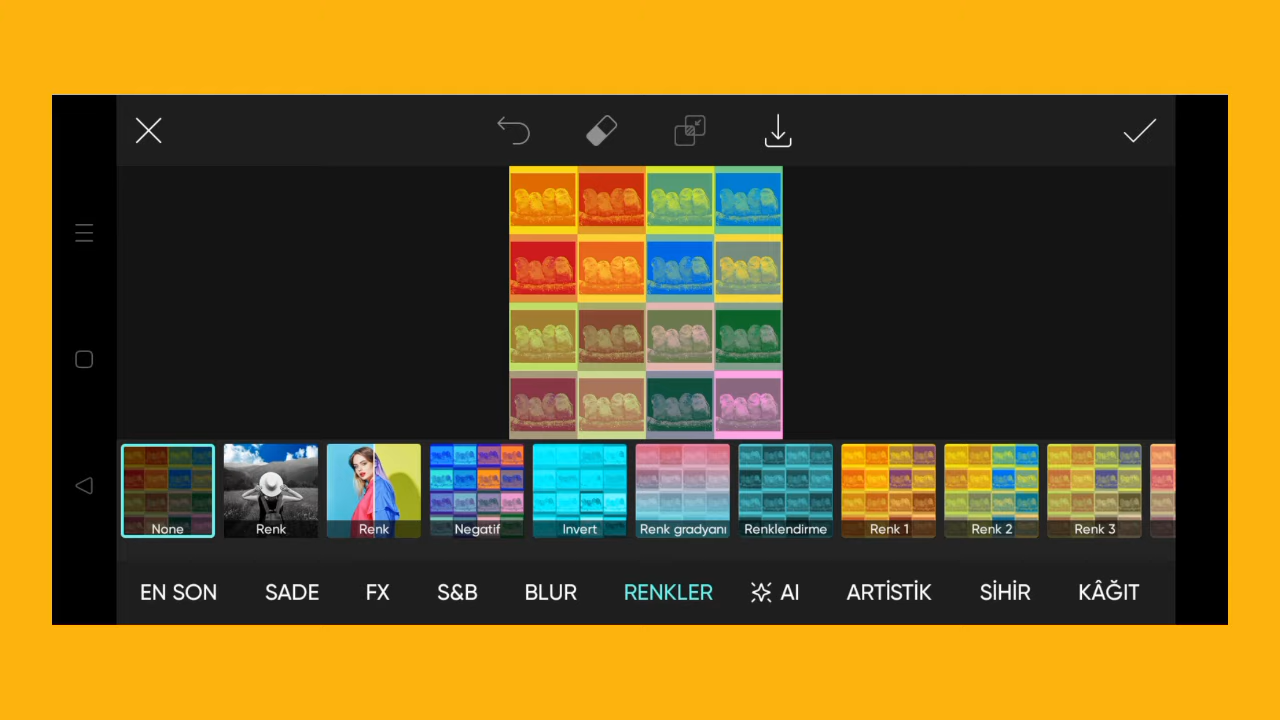 None
Renk
Renk
Negatif
Invert
Renk gradyanı
Renklendirme
Renk 1
Renk 2
Renk 3
EN SON
SADE
FX
S&B
BLUR
RENKLER
AI
ARTİSTİK
SİHİR
KÂĞIT